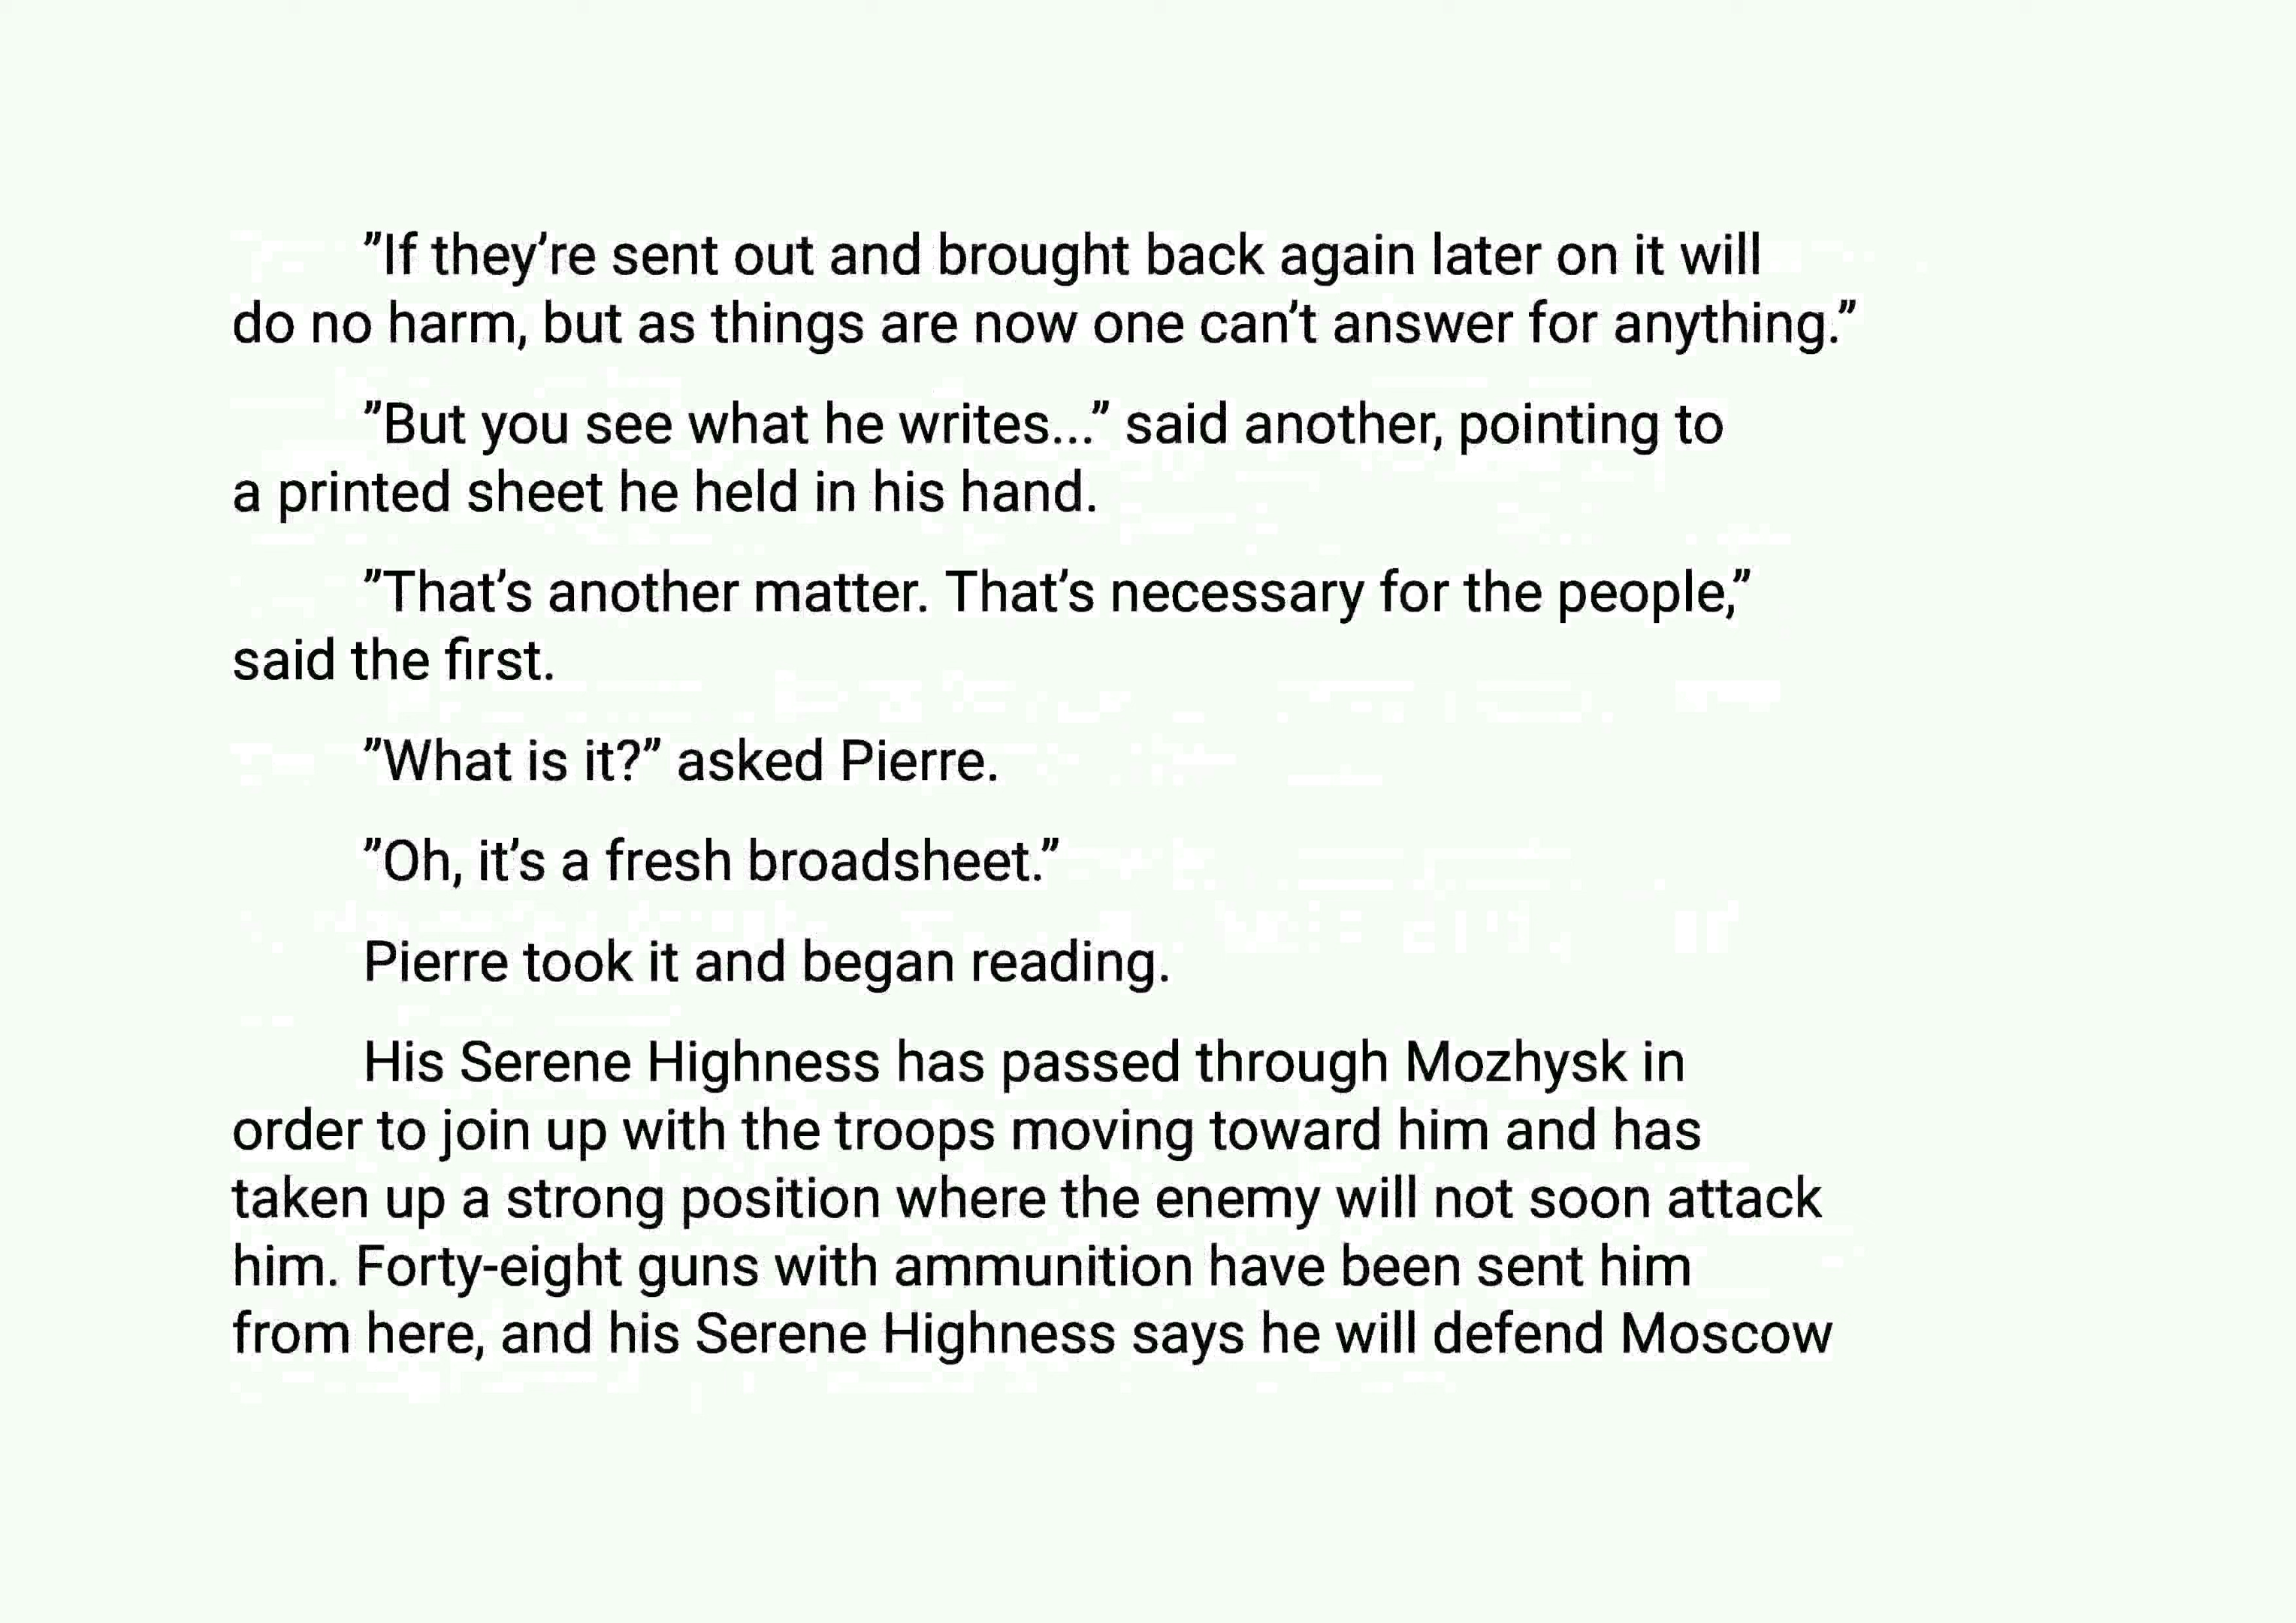 ”If they’re sent out and brought back again later on it will
do no harm, but as things are now one can’t answer for anything.”
”But you see what he writes...” said another, pointing to
a printed sheet he held in his hand.
”That’s another matter. That’s necessary for the people,”
said the first.
”What is it?” asked Pierre.
”Oh, it’s a fresh broadsheet.”
Pierre took it and began reading.
His Serene Highness has passed through Mozhysk in
order to join up with the troops moving toward him and has
taken up a strong position where the enemy will not soon attack
him. Forty-eight guns with ammunition have been sent him
from here, and his Serene Highness says he will defend Moscow